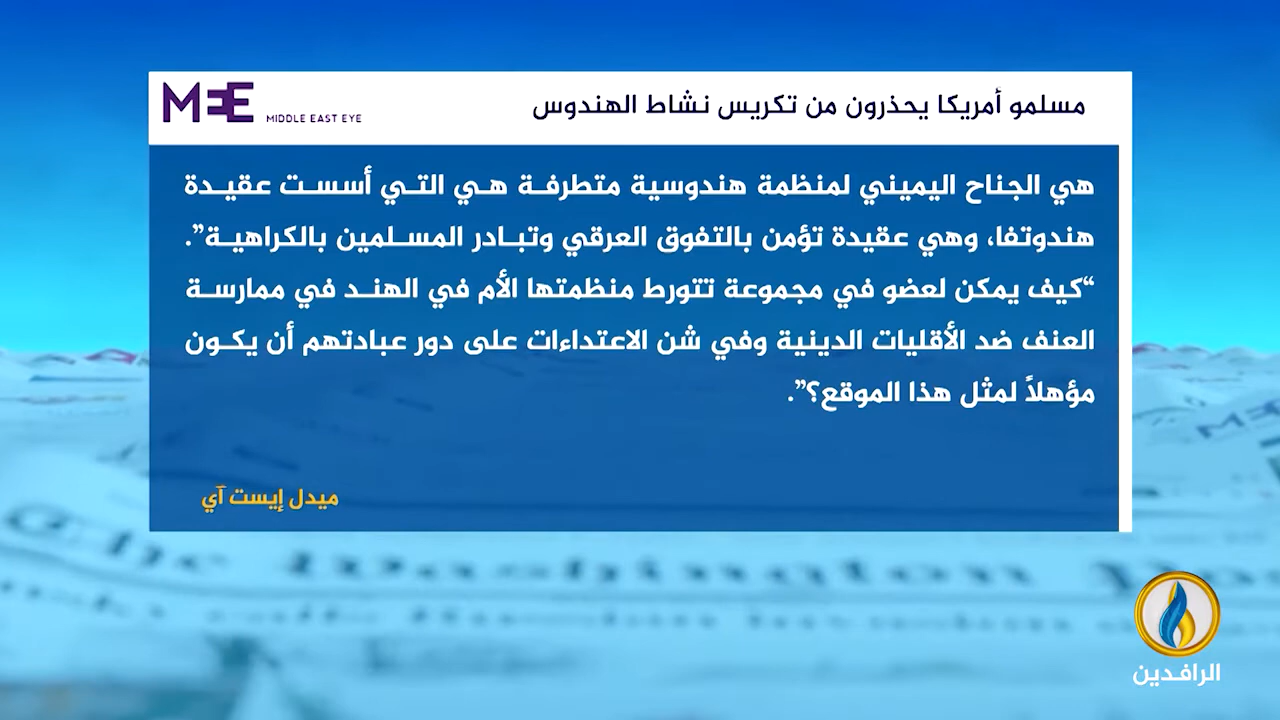 MEE MIDDLE EAST EYE
مسلمو أمريكا يحذرون من تكريس نشاط الهندوس
هي الجناح اليميني لمنظمة هندوسية متطرفة هي التي أسست عقيدة
هندوتفا، وهي عقيدة تؤمن بالتفوق العرقي وتبادر المسلمين بالكراهية”.
“كيف يمكن لعضو في مجموعة تتورط منظمتها الأم في الهند في ممارسة
العنف ضد الأقليات الدينية وفي شن الاعتداءات على دور عبادتهم أن يكون
مؤهلاً لمثل هذا الموقع؟”.
ميدل إيست آي
الرافدين